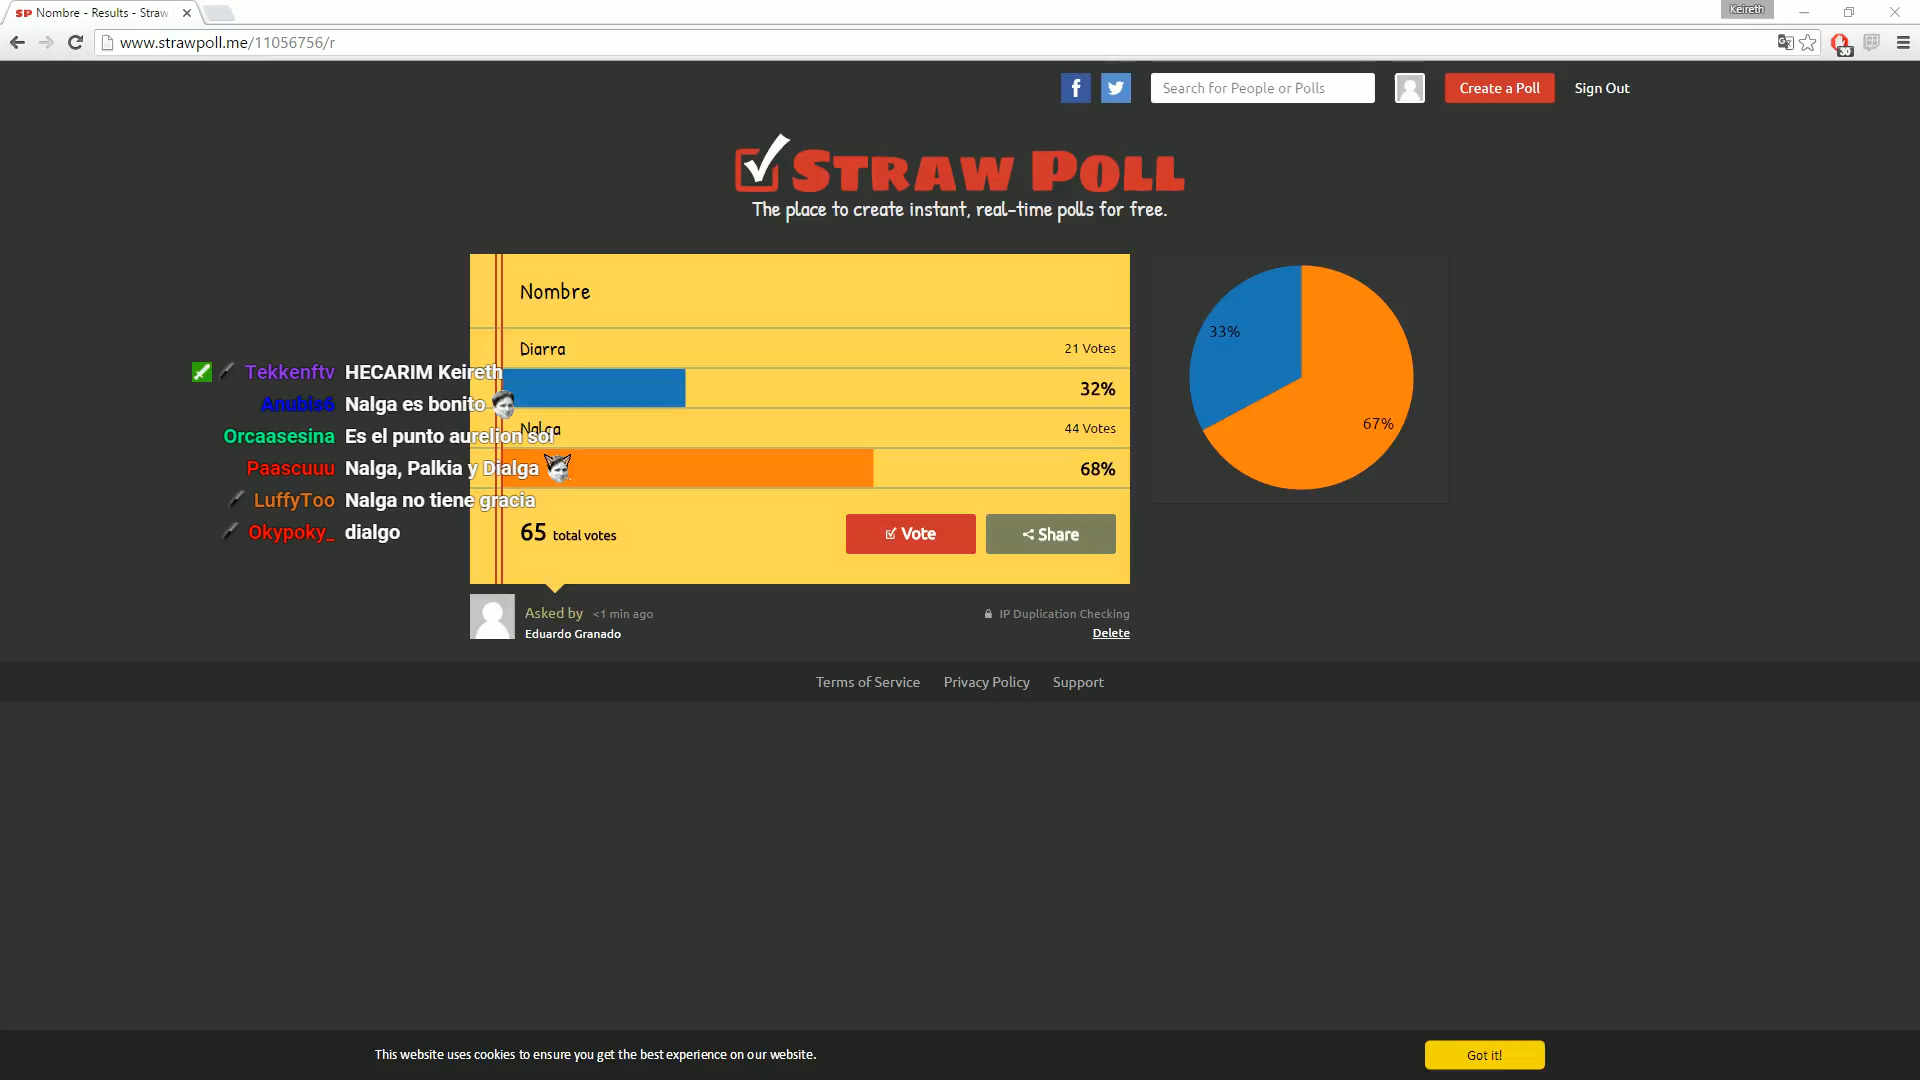 SP Nombre - Results - Straw
Keireth
www.strawpoll.me/11056756/r
30
f Search for People or Polls Create a Poll Sign Out
STRAW POLL
The place to create instant, real-time polls for free.
Nombre
Diarra 21 Votes
32%
Nalga 44 Votes
68%
65 total votes Vote Share
33%
67%
Tekkenftv HECARIM Keireth
Anubis6 Nalga es bonito
Orcaasesina Es el punto aurelion sol
Paascuuu Nalga, Palkia y Dialga
LuffyToo Nalga no tiene gracia
Okypoky_ dialgo
Asked by <1 min ago IP Duplication Checking
Eduardo Granado Delete
Terms of Service Privacy Policy Support
This website uses cookies to ensure you get the best experience on our website. Got it!